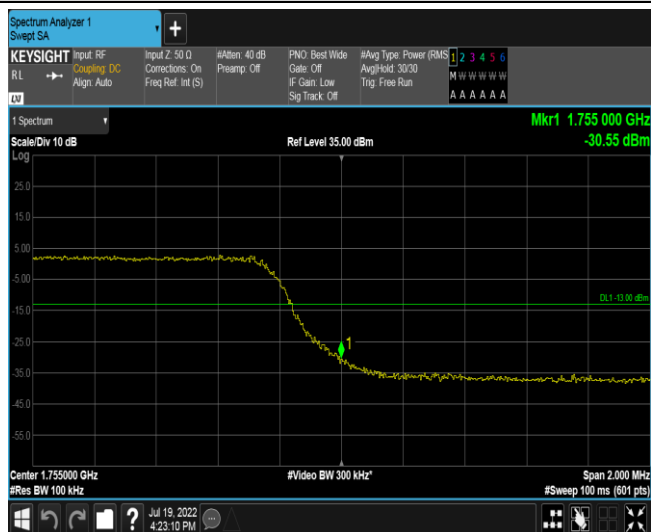 Spectrum Analyzer 1
Swept SA
+
KEYSIGHT
RL
LXI
Input: RF
Coupling: DC
Align: Auto
Input Z: 50 Ω
Corrections: On
Freq Ref: Int (S)
#Atten: 40 dB
Preamp: Off
PNO: Best Wide
Gate: Off
IF Gain: Low
Sig Track: Off
#Avg Type: Power (RMS
Avg|Hold: 30/30
Trig: Free Run
1 2 3 4 5 6
M W W W W W
A A A A A A
1 Spectrum
Mkr1 1.755 000 GHz
-30.55 dBm
Scale/Div 10 dB
Ref Level 35.00 dBm
Log
25.0
15.0
5.00
-5.00
DL1 -13.00 dBm
-15.0
1
-25.0
-35.0
-45.0
-55.0
Center 1.755000 GHz
#Video BW 300 kHz*
Span 2.000 MHz
#Res BW 100 kHz
#Sweep 100 ms (601 pts)
?
Jul 19, 2022
4:23:10 PM